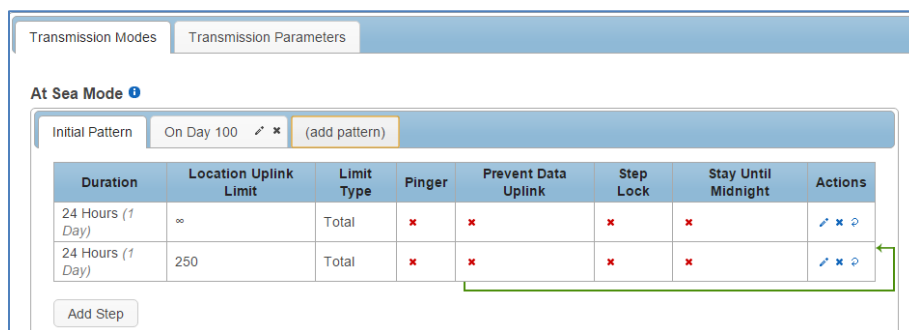 Transmission Modes Transmission Parameters
At Sea Mode
Initial Pattern On Day 100 (add pattern)
Duration Location Uplink Limit Limit Type Pinger Prevent Data Uplink Step Lock Stay Until Midnight Actions
24 Hours (1 Day) ∞ Total
24 Hours (1 Day) 250 Total
Add Step